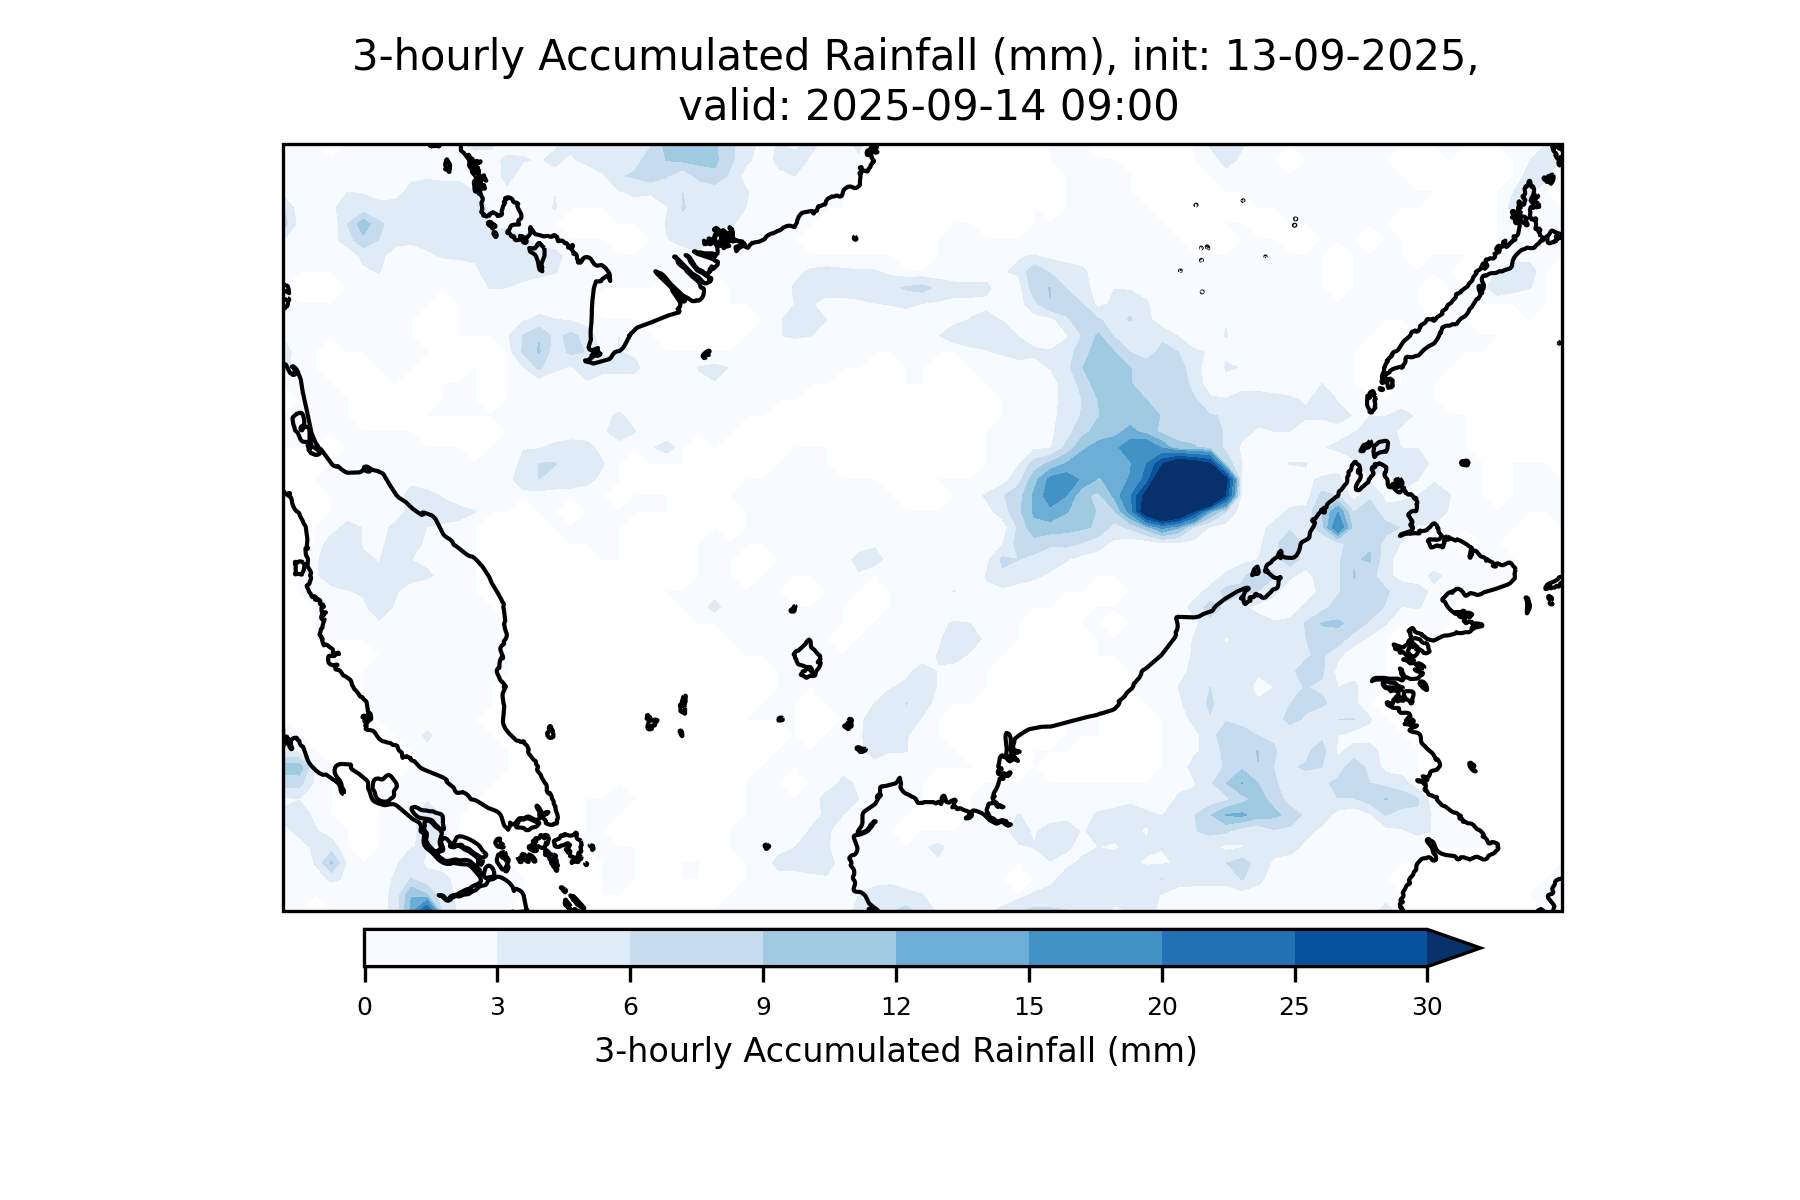 3-hourly Accumulated Rainfall (mm), init: 13-09-2025,
valid: 2025-09-14 09:00
0 3 6 9 12 15 20 25 30
3-hourly Accumulated Rainfall (mm)